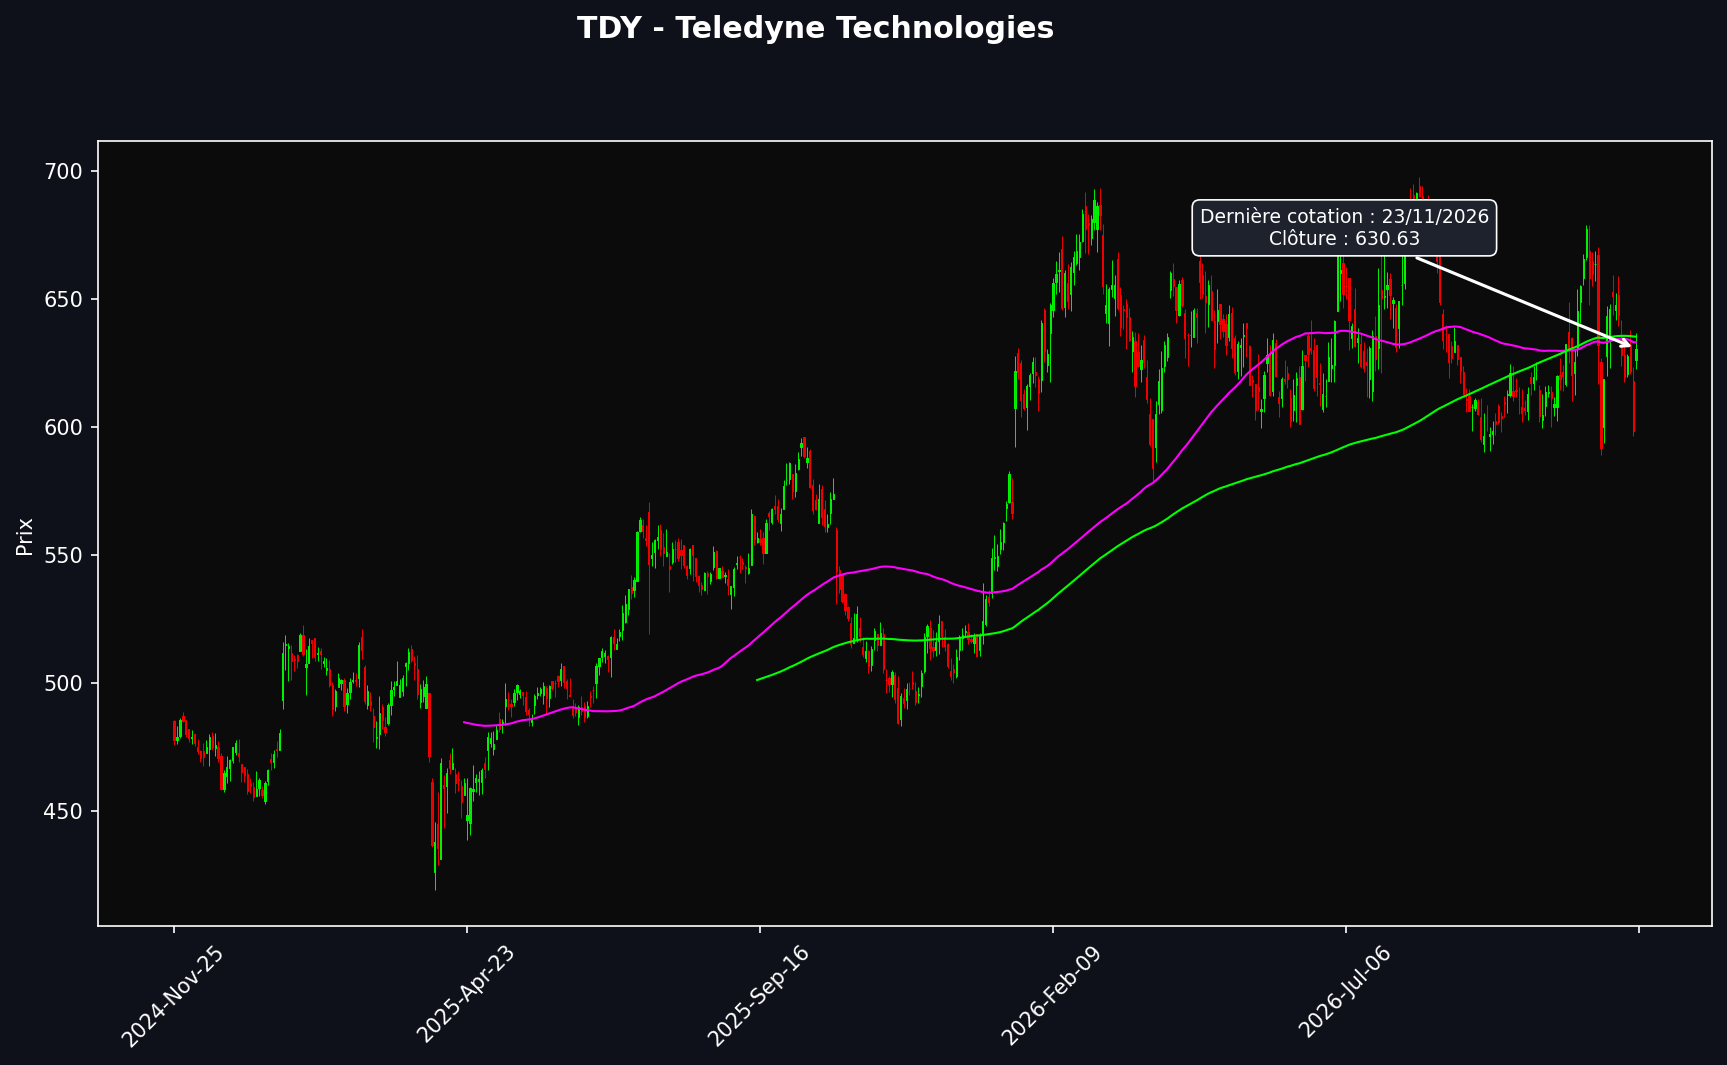 TDY - Teledyne Technologies
Dernière cotation : 23/11/2026
Clôture : 630.63
Prix
700
650
600
550
500
450
2024-Nov-25
2025-Apr-23
2025-Sep-16
2026-Feb-09
2026-Jul-06